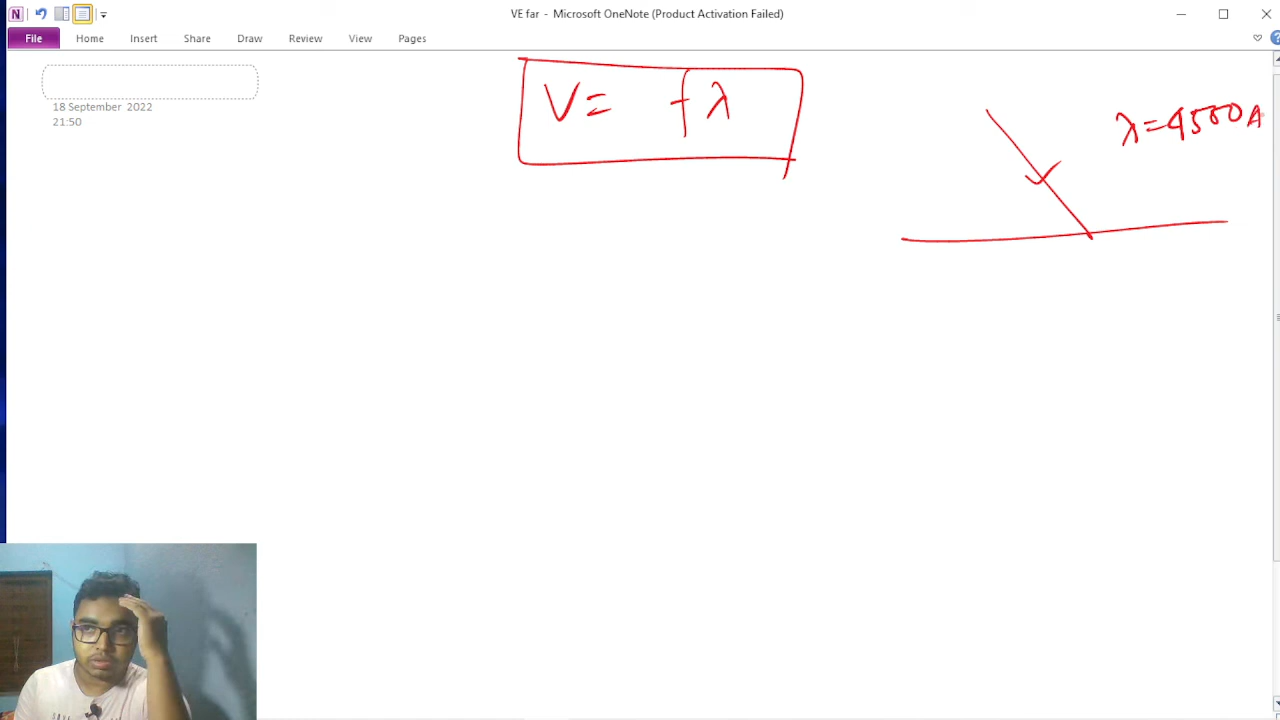 VE far - Microsoft OneNote (Product Activation Failed)
File Home Insert Share Draw Review View Pages
18 September 2022
21:50
V= fλ
λ=4500A